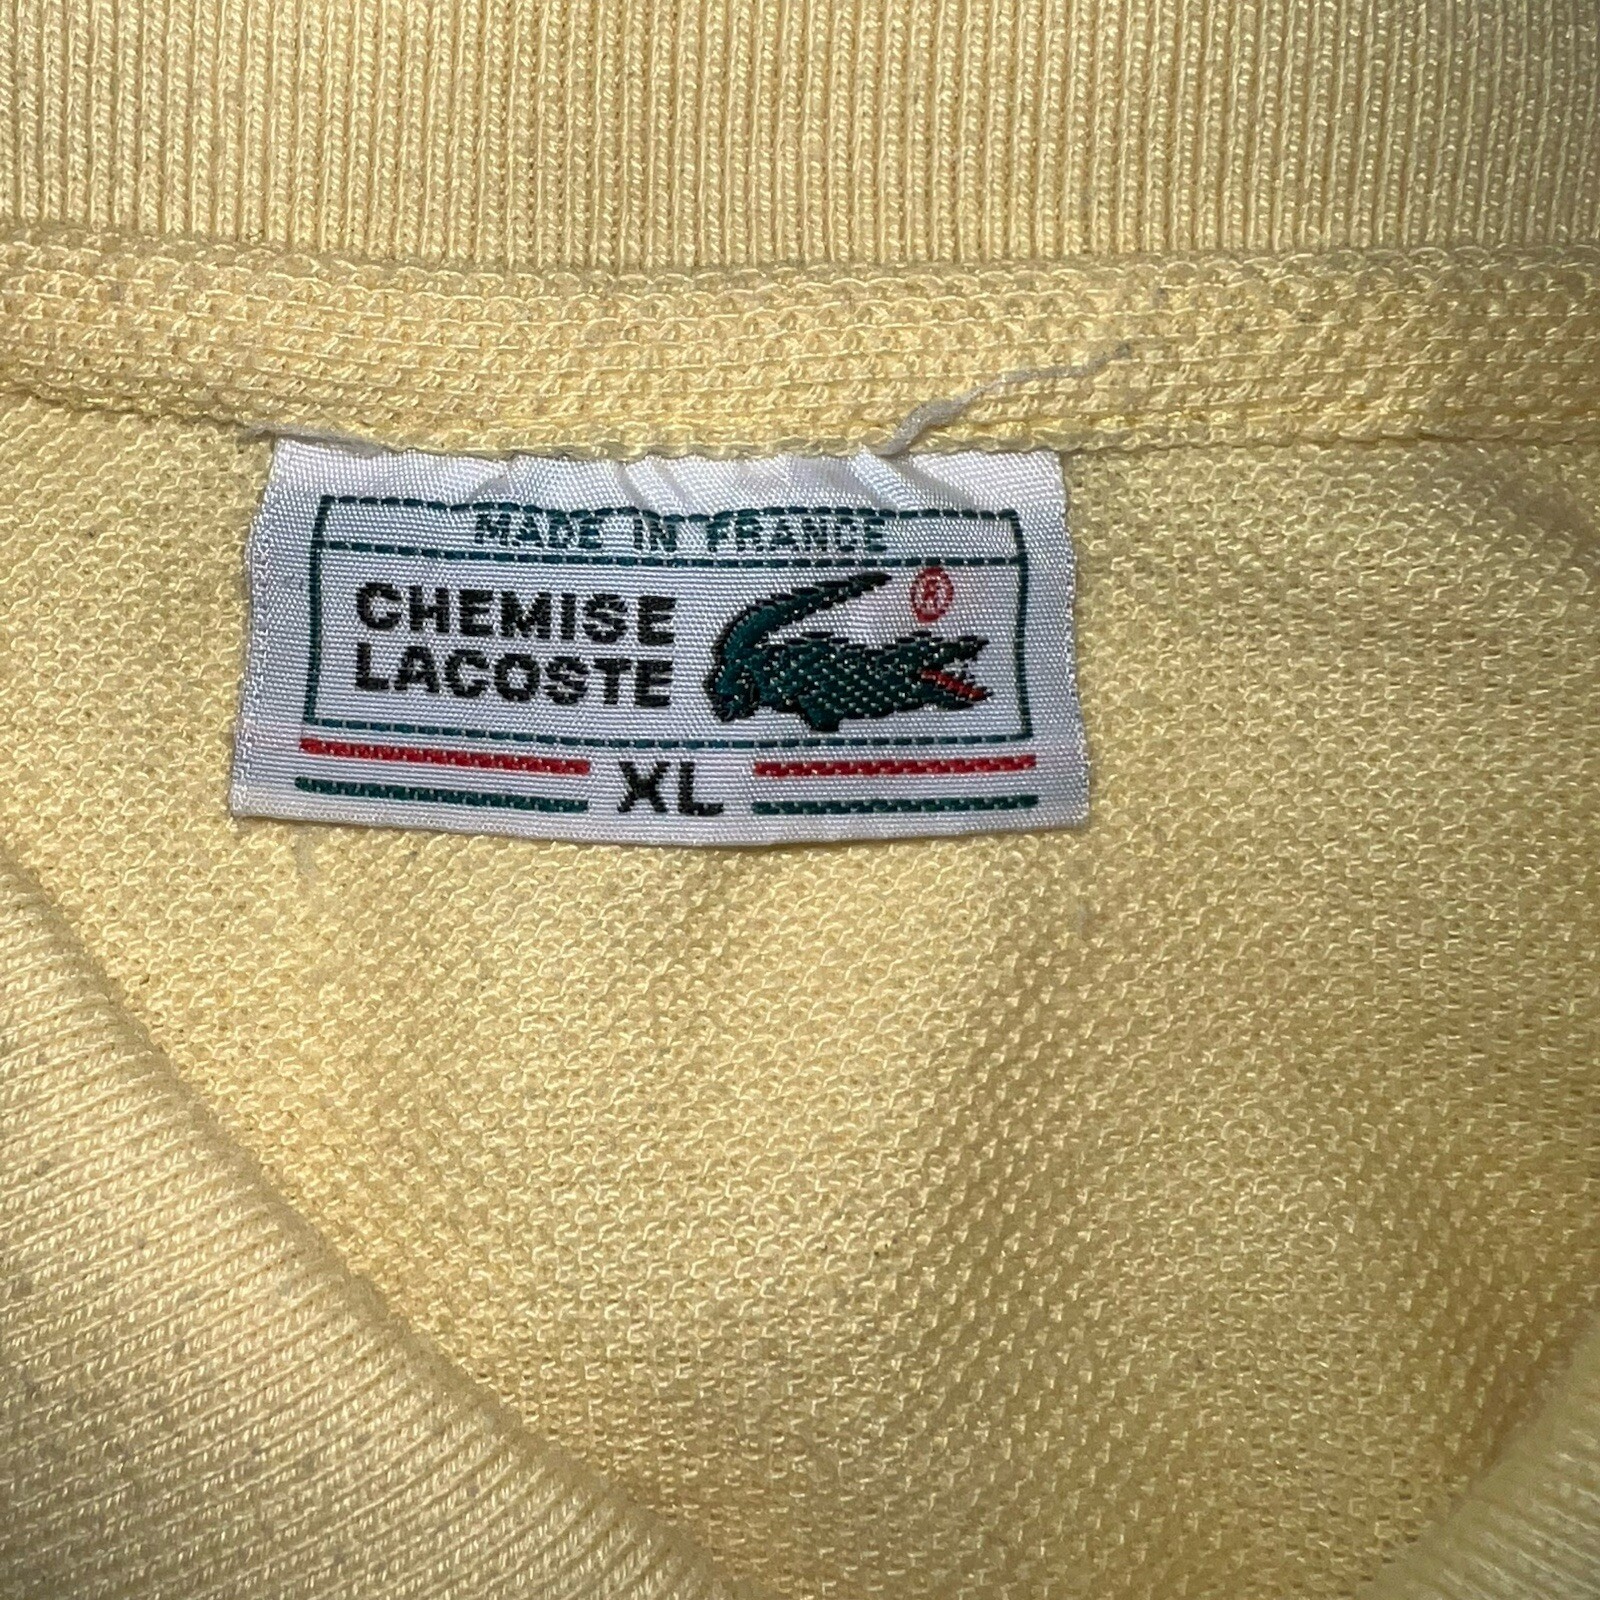 MADE IN FRANCE
CHEMISE
LACOSTE
®
XL